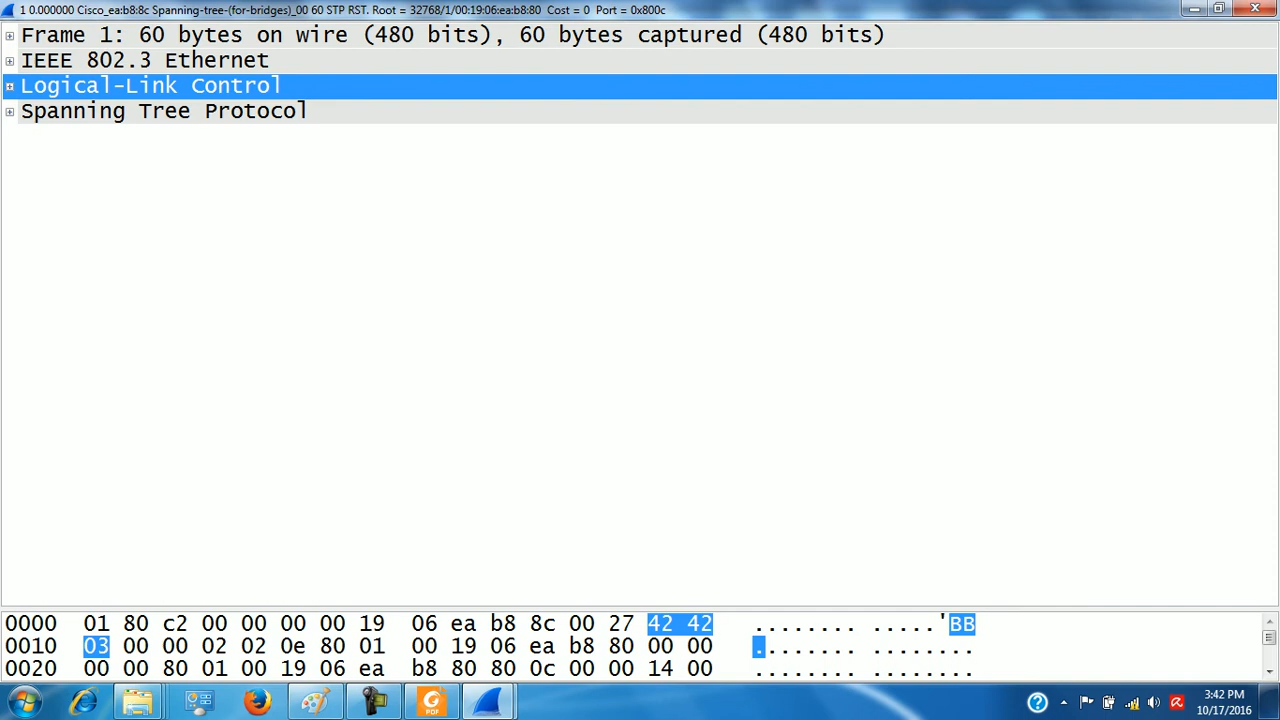 1 0.000000 Cisco_ea:b8:8c Spanning-tree-(for-bridges)_00 60 STP RST. Root = 32768/1/00:19:06:ea:b8:80 Cost = 0 Port = 0x800c
Frame 1: 60 bytes on wire (480 bits), 60 bytes captured (480 bits)
IEEE 802.3 Ethernet
Logical-Link Control
Spanning Tree Protocol
0000 01 80 c2 00 00 00 00 19 06 ea b8 8c 00 27 42 42 ........ .....'BB
0010 03 00 00 02 02 0e 80 01 00 19 06 ea b8 80 00 00 ........ ........
0020 00 00 80 01 00 19 06 ea b8 80 80 0c 00 00 14 00 ........ ........
PDF
3:42 PM
10/17/2016